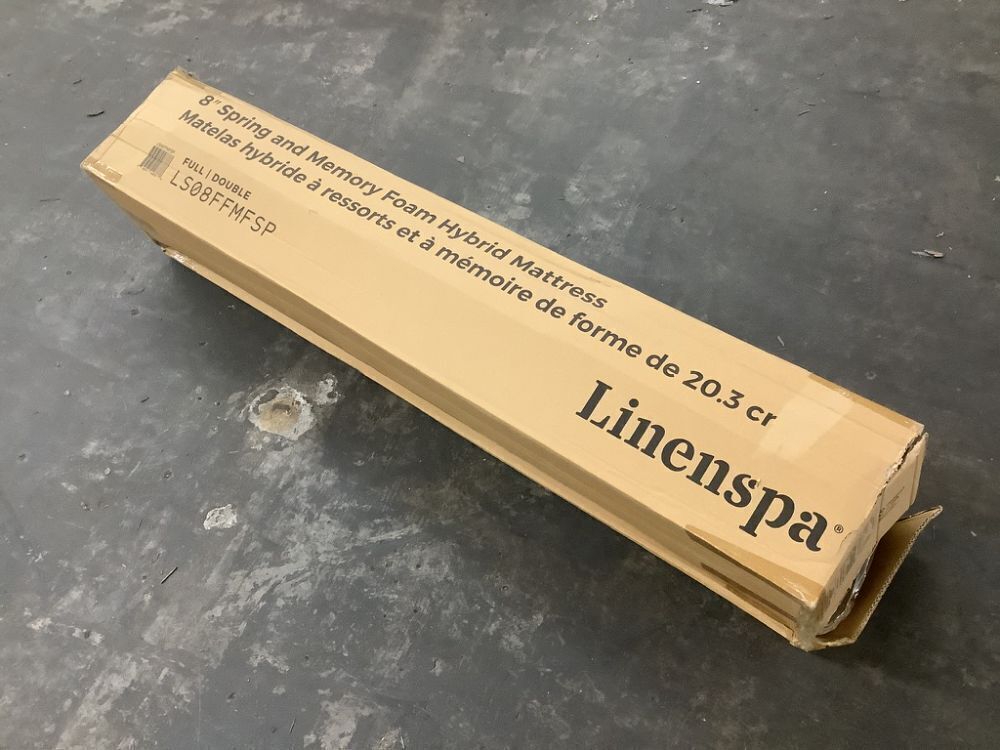 8" Spring and Memory Foam Hybrid Mattress
Matelas hybride à ressorts et à mémoire de forme de 20.3 cr
FULL | DOUBLE
LS08FFMFSP
Linenspa®